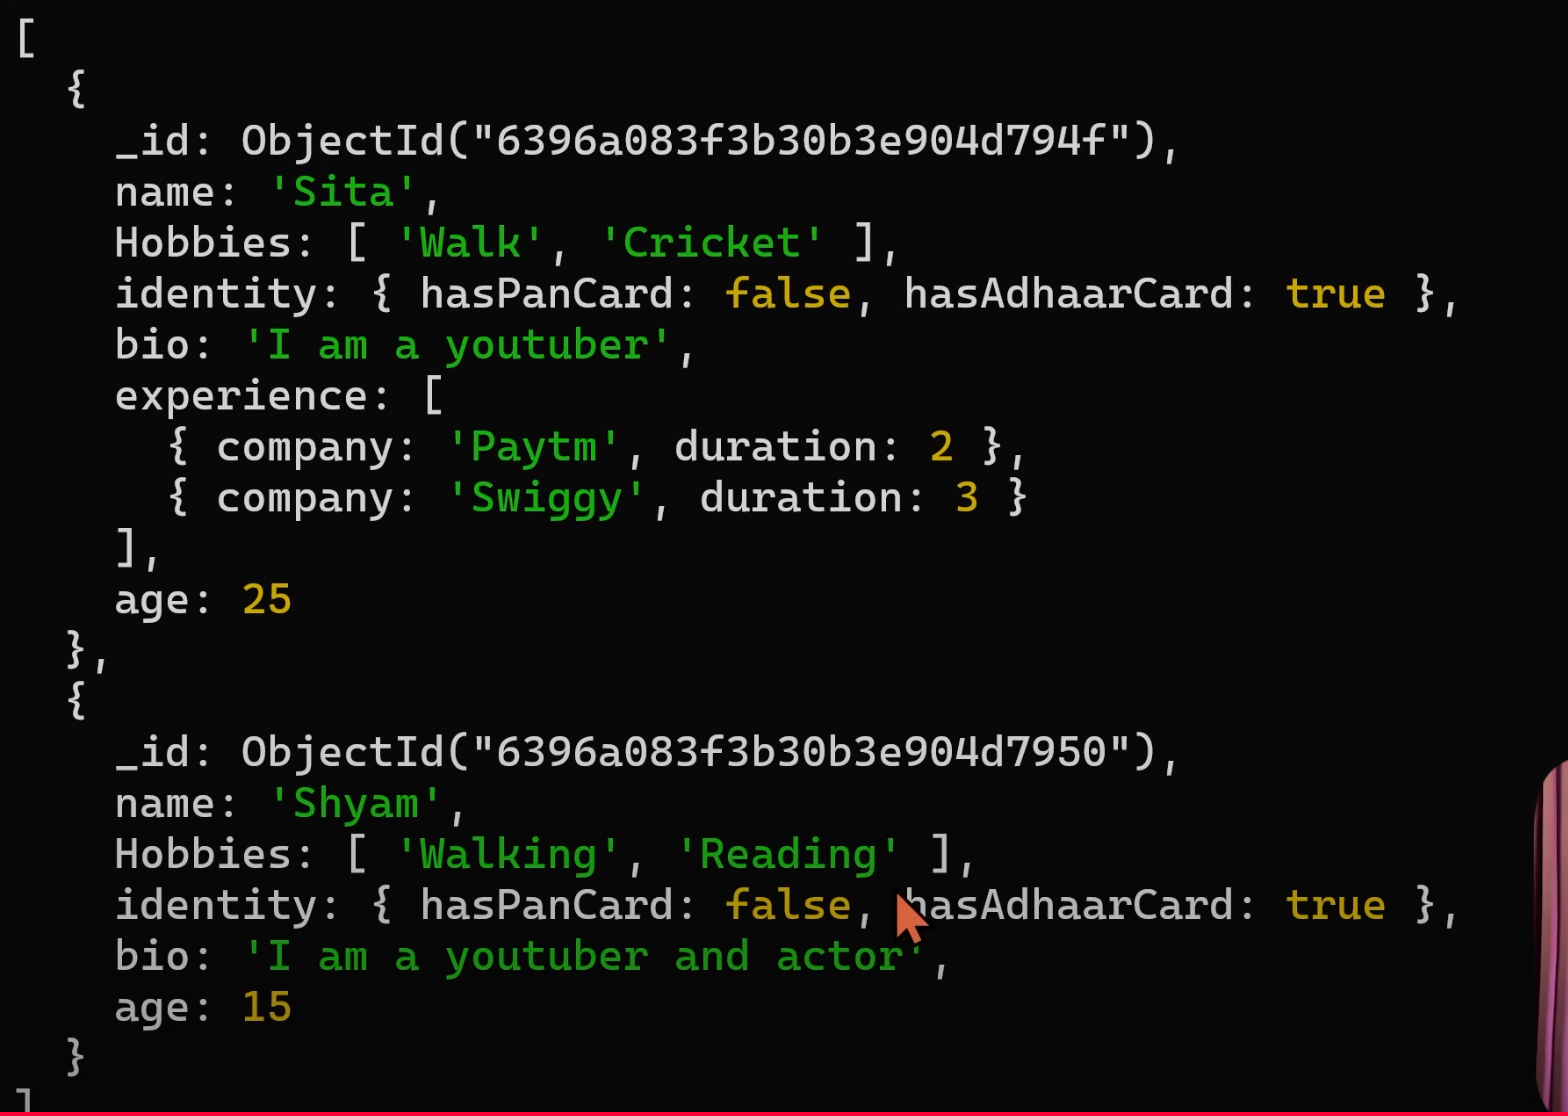 [
{
_id: ObjectId("6396a083f3b30b3e904d794f"),
name: 'Sita',
Hobbies: [ 'Walk', 'Cricket' ],
identity: { hasPanCard: false, hasAdhaarCard: true },
bio: 'I am a youtuber',
experience: [
{ company: 'Paytm', duration: 2 },
{ company: 'Swiggy', duration: 3 }
],
age: 25
},
{
_id: ObjectId("6396a083f3b30b3e904d7950"),
name: 'Shyam',
Hobbies: [ 'Walking', 'Reading' ],
identity: { hasPanCard: false, hasAdhaarCard: true },
bio: 'I am a youtuber and actor',
age: 15
}
]